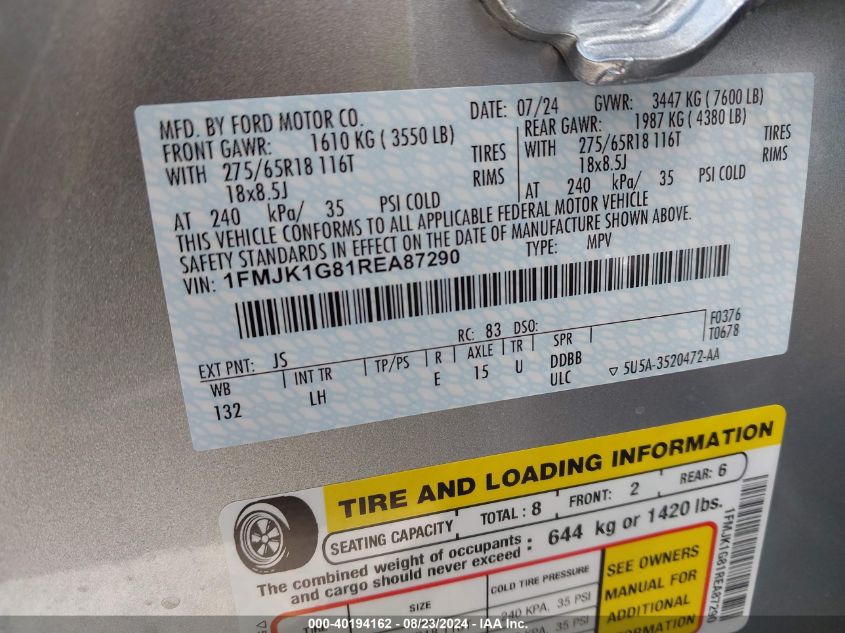 MFD. BY FORD MOTOR CO.
DATE: 07/24 GVWR: 3447 KG ( 7600 LB)
FRONT GAWR: 1610 KG ( 3550 LB)
REAR GAWR: 1987 KG ( 4380 LB)
WITH 275/65R18 116T TIRES
WITH 275/65R18 116T TIRES
18x8.5J RIMS
18x8.5J RIMS
AT 240 kPa/ 35 PSI COLD
AT 240 kPa/ 35 PSI COLD
THIS VEHICLE CONFORMS TO ALL APPLICABLE FEDERAL MOTOR VEHICLE
SAFETY STANDARDS IN EFFECT ON THE DATE OF MANUFACTURE SHOWN ABOVE.
VIN: 1FMJK1G81REA87290 TYPE: MPV
F0376
T0678
EXT PNT: JS RC: 83 DSO:
WB INT TR TP/PS R AXLE TR SPR
132 LH E 15 U DDBB
ULC
5U5A-3520472-AA
TIRE AND LOADING INFORMATION
SEATING CAPACITY TOTAL : 8 FRONT: 2 REAR: 6
The combined weight of occupants
and cargo should never exceed : 644 kg or 1420 lbs.
SIZE COLD TIRE PRESSURE
240 KPA, 35 PSI
SEE OWNERS
MANUAL FOR
ADDITIONAL
INFORMATION
1FMJK1G81REA87290
000-40194162 - 08/23/2024 - IAAI, Inc.